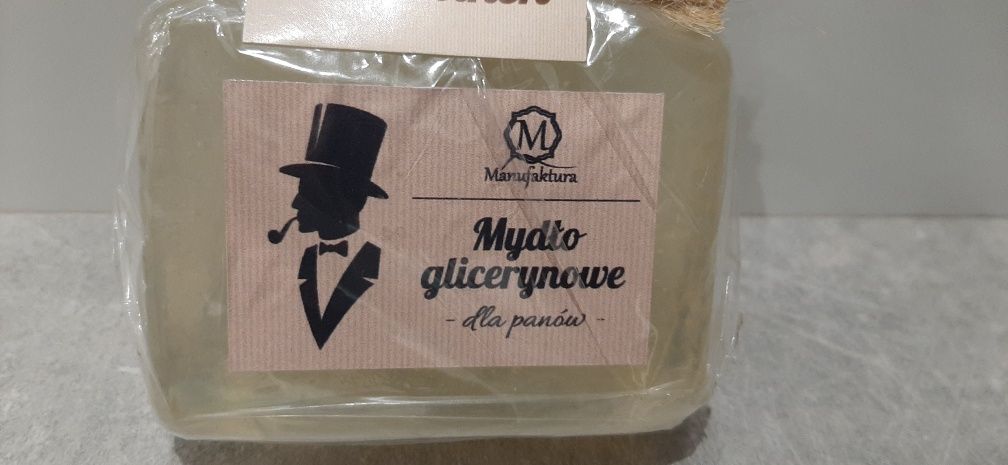 M
Manufaktura
Mydło
glicerynowe
- dla panów -